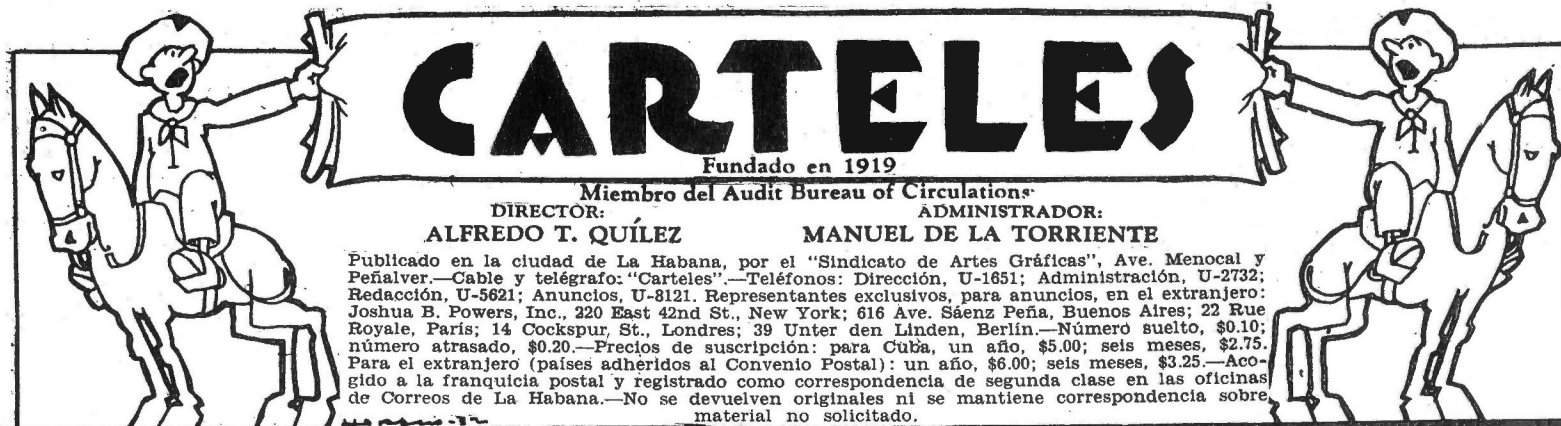 CARTELES
Fundado en 1919
Miembro del Audit Bureau of Circulations
DIRECTOR:
ADMINISTRADOR:
ALFREDO T. QUÍLEZ
MANUEL DE LA TORRIENTE
Publicado en la ciudad de La Habana, por el "Sindicato de Artes Gráficas", Ave. Menocal y
Peñalver.—Cable y telégrafo: "Carteles".—Teléfonos: Dirección, U-1651; Administración, U-2732;
Redacción, U-5621; Anuncios, U-8121. Representantes exclusivos, para anuncios, en el extranjero:
Joshua B. Powers, Inc., 220 East 42nd St., New York; 616 Ave. Sáenz Peña, Buenos Aires; 22 Rue
Royale, París; 14 Cockspur, St., Londres; 39 Unter den Linden, Berlín.—Número suelto, $0.10;
número atrasado, $0.20.—Precios de suscripción: para Cuba, un año, $5.00; seis meses, $2.75.
Para el extranjero (países adheridos al Convenio Postal): un año, $6.00; seis meses, $3.25.—Aco-
gido a la franquicia postal y registrado como correspondencia de segunda clase en las oficinas
de Correos de La Habana.—No se devuelven originales ni se mantiene correspondencia sobre
material no solicitado.